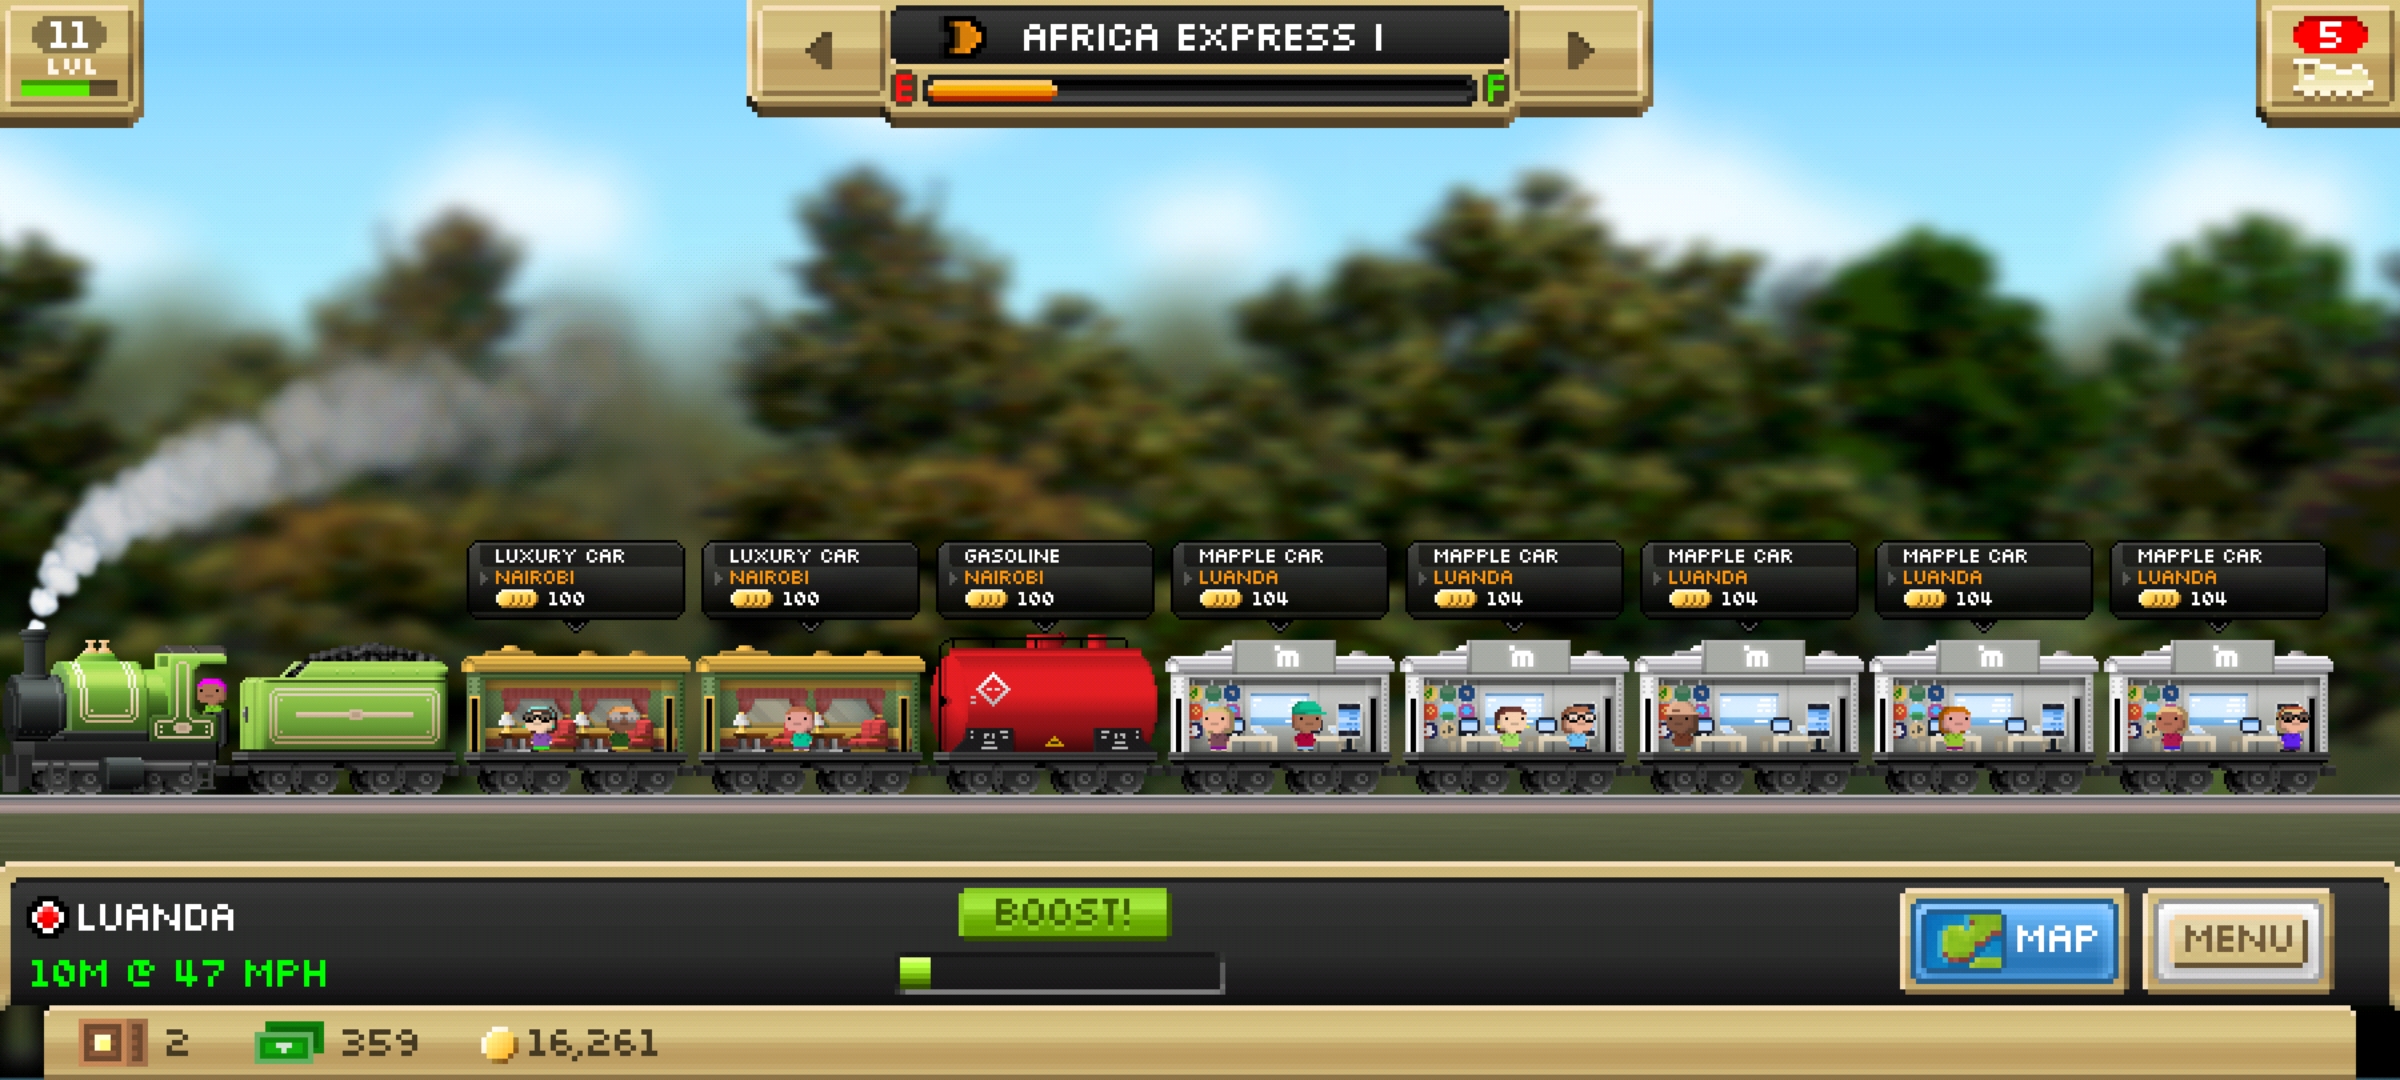 11
LVL
AFRICA EXPRESS I
E
F
5
LUXURY CAR
NAIROBI
100
LUXURY CAR
NAIROBI
100
GASOLINE
NAIROBI
100
MAPPLE CAR
LUANDA
104
MAPPLE CAR
LUANDA
104
MAPPLE CAR
LUANDA
104
MAPPLE CAR
LUANDA
104
MAPPLE CAR
LUANDA
104
m
m
m
m
m
LUANDA
10M @ 47 MPH
BOOST!
MAP
MENU
2
359
16,261